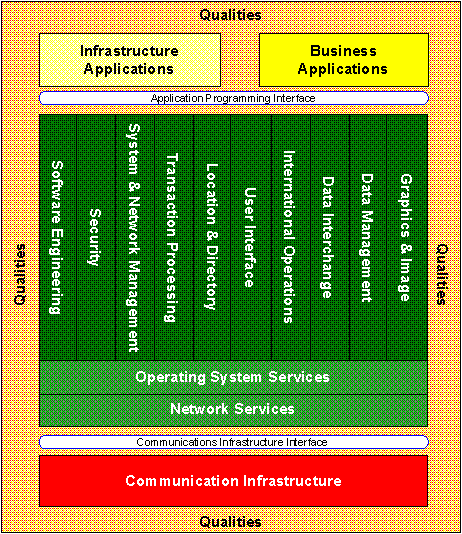 Qualities
Infrastructure
Applications
Business
Applications
Application Programming Interface
Qualities
Software Engineering
Security
System & Network Management
Transaction Processing
Location & Directory
User Interface
International Operations
Data Interchange
Data Management
Graphics & Image
Qualities
Operating System Services
Network Services
Communications Infrastructure Interface
Communication Infrastructure
Qualities